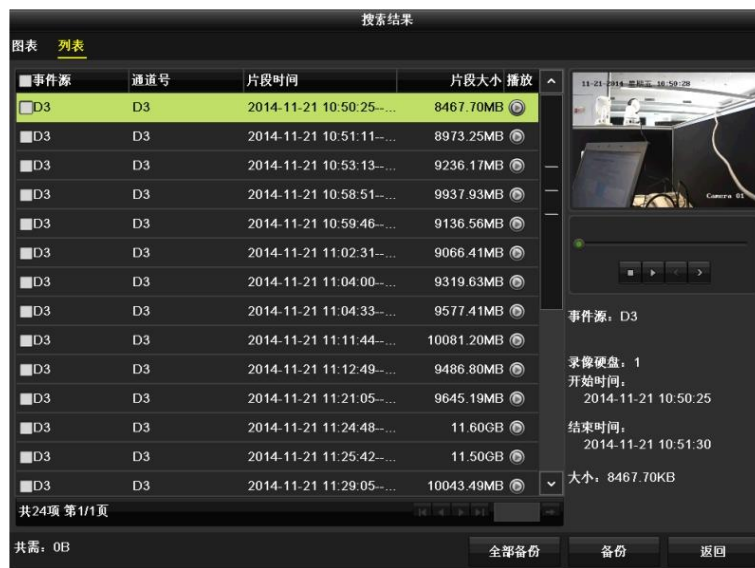 搜索结果
图表 列表
事件源 通道号 片段时间 片段大小 播放
D3 D3 2014-11-21 10:50:25--... 8467.70MB
D3 D3 2014-11-21 10:51:11--... 8973.25MB
D3 D3 2014-11-21 10:53:13--... 9236.17MB
D3 D3 2014-11-21 10:58:51--... 9937.93MB
D3 D3 2014-11-21 10:59:46--... 9136.56MB
D3 D3 2014-11-21 11:02:31--... 9066.41MB
D3 D3 2014-11-21 11:04:00--... 9319.63MB
D3 D3 2014-11-21 11:04:33--... 9577.41MB
D3 D3 2014-11-21 11:11:44--... 10081.20MB
D3 D3 2014-11-21 11:12:49--... 9486.80MB
D3 D3 2014-11-21 11:21:05--... 9645.19MB
D3 D3 2014-11-21 11:24:48--... 11.60GB
D3 D3 2014-11-21 11:25:42--... 11.50GB
D3 D3 2014-11-21 11:29:05--... 10043.49MB
共24项 第1/1页
11-21-2014 星期五 10:50:28
Camera 01
事件源：D3
录像硬盘：1
开始时间：
2014-11-21 10:50:25
结束时间：
2014-11-21 10:51:30
大小：8467.70KB
共需：0B
全部备份 备份 返回